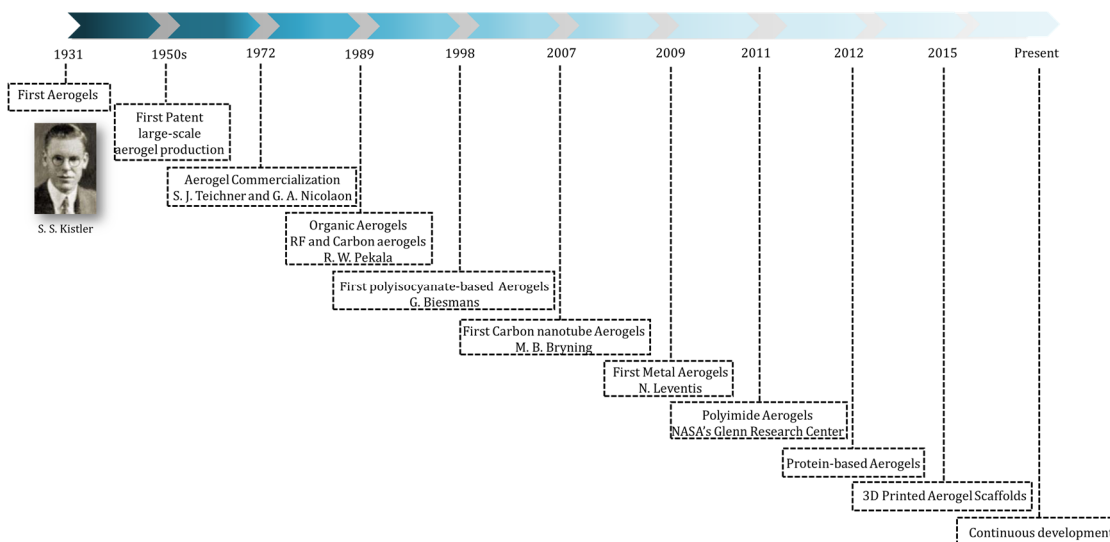 1931
1950s
1972
1989
1998
2007
2009
2011
2012
2015
Present
First Aerogels
S. S. Kistler
First Patent
large-scale
aerogel production
Aerogel Commercialization
S. J. Teichner and G. A. Nicolaon
Organic Aerogels
RF and Carbon aerogels
R. W. Pekala
First polyisocyanate-based Aerogels
G. Biesmans
First Carbon nanotube Aerogels
M. B. Bryning
First Metal Aerogels
N. Leventis
Polyimide Aerogels
NASA's Glenn Research Center
Protein-based Aerogels
3D Printed Aerogel Scaffolds
Continuous development